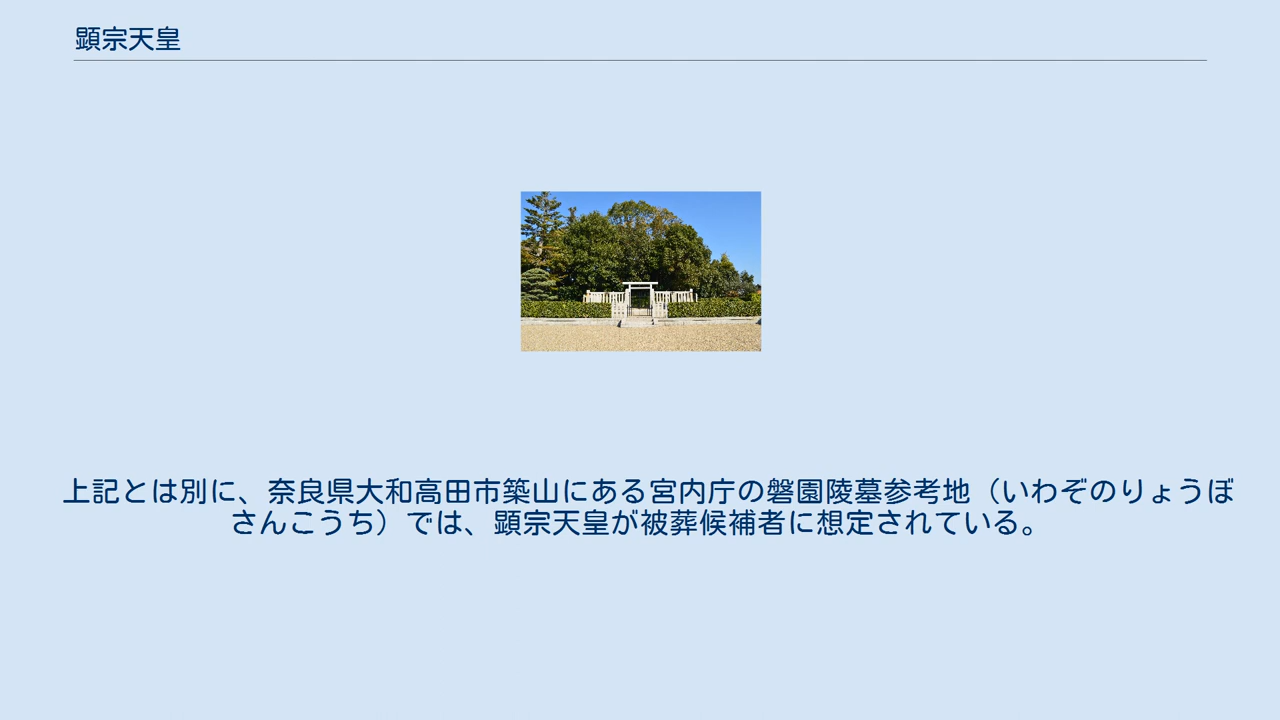 顕宗天皇
上記とは別に、奈良県大和高田市築山にある宮内庁の磐園陵墓参考地（いわぞのりょうぼ
さんこうち）では、顕宗天皇が被葬候補者に想定されている。